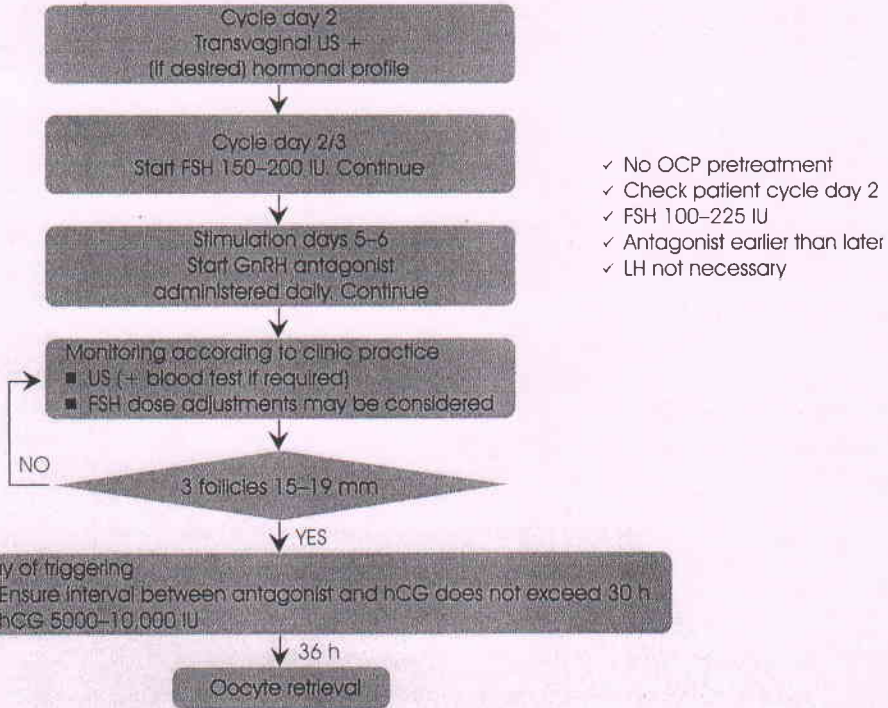 Cycle day 2
Transvaginal US +
(if desired) hormonal profile
Cycle day 2/3
Start FSH 150–200 IU. Continue
Stimulation days 5–6
Start GnRH antagonist
administered daily. Continue
Monitoring according to clinic practice
■ US (+ blood test if required)
■ FSH dose adjustments may be considered
NO
3 follicles 15–19 mm
YES
of triggering
Ensure interval between antagonist and hCG does not exceed 30 h
hCG 5000–10,000 IU
36 h
Oocyte retrieval
✓ No OCP pretreatment
✓ Check patient cycle day 2
✓ FSH 100–225 IU
✓ Antagonist earlier than later
✓ LH not necessary